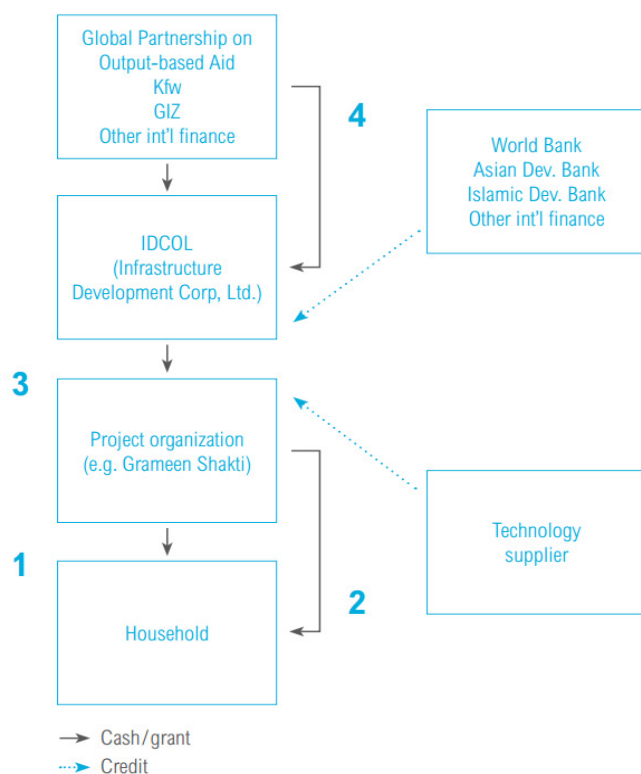 Global Partnership on
Output-based Aid
Kfw
GIZ
Other int'l finance
4
World Bank
Asian Dev. Bank
Islamic Dev. Bank
Other int'l finance
IDCOL
(Infrastructure
Development Corp, Ltd.)
3
Project organization
(e.g. Grameen Shakti)
Technology
supplier
1
2
Household
Cash/grant
Credit